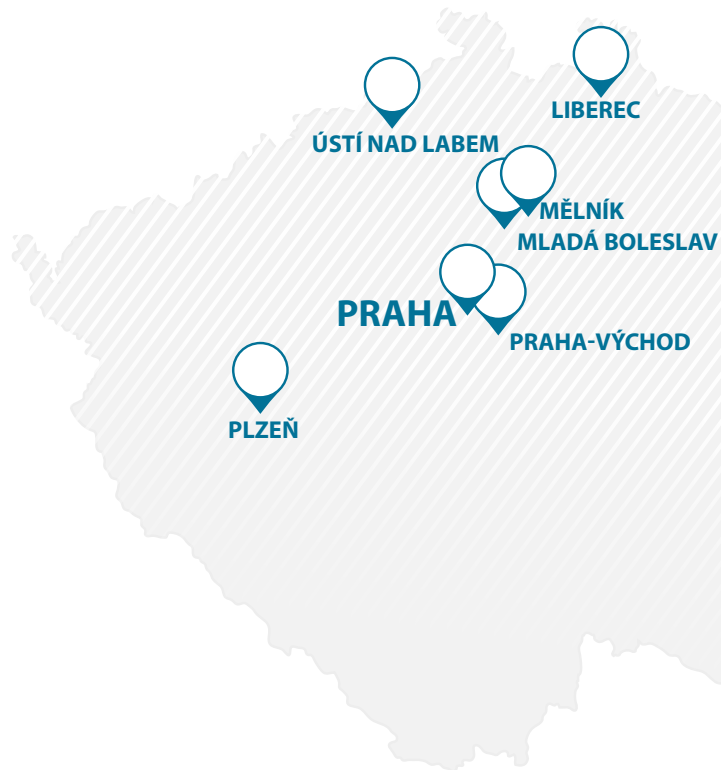 LIBEREC
ÚSTÍ NAD LABEM
MĚLNÍK
MLADÁ BOLESLAV
PRAHA
PRAHA-VÝCHOD
PLZEŇ